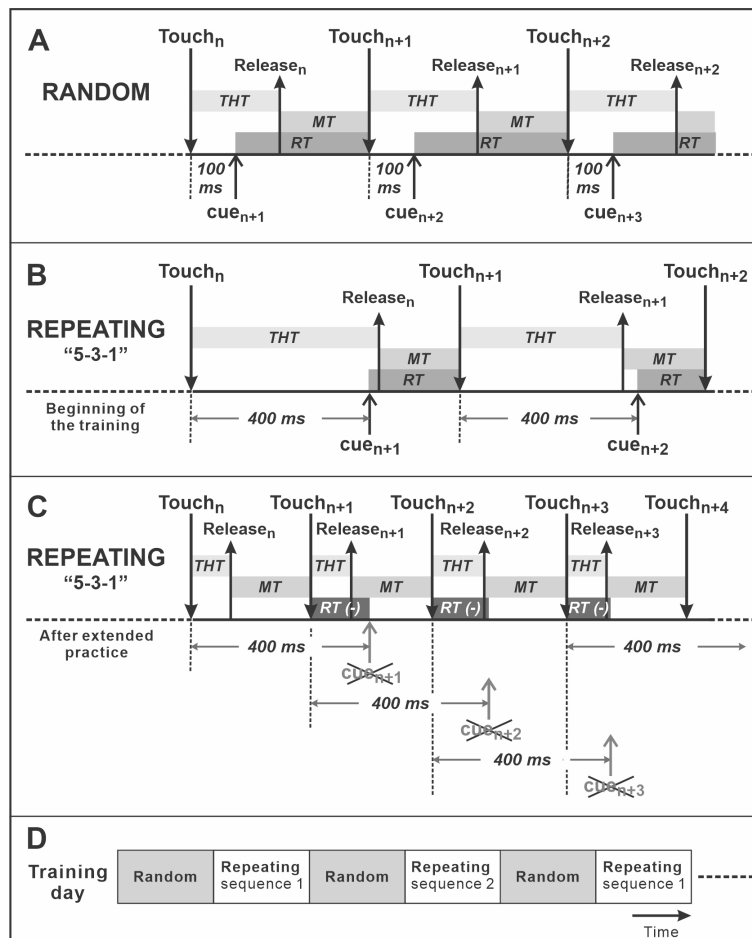 A
RANDOM
Touchn Touchn+1 Touchn+2
Releasen Releasen+1 Releasen+2
THT THT THT
MT MT
RT RT RT
100 ms 100 ms 100 ms
cuen+1 cuen+2 cuen+3
B
REPEATING
“5-3-1”
Touchn Touchn+1 Touchn+2
Releasen Releasen+1
THT THT
MT MT
RT RT
Beginning of
the training
400 ms 400 ms
cuen+1 cuen+2
C
REPEATING
“5-3-1”
Touchn Touchn+1 Touchn+2 Touchn+3 Touchn+4
Releasen Releasen+1 Releasen+2 Releasen+3
THT THT THT THT
MT MT MT MT
RT (-) RT (-) RT (-)
After extended
practice
400 ms 400 ms
cuen+1
400 ms
cuen+2
400 ms
cuen+3
D
Training
day
Random Repeating sequence 1 Random Repeating sequence 2 Random Repeating sequence 1
Time